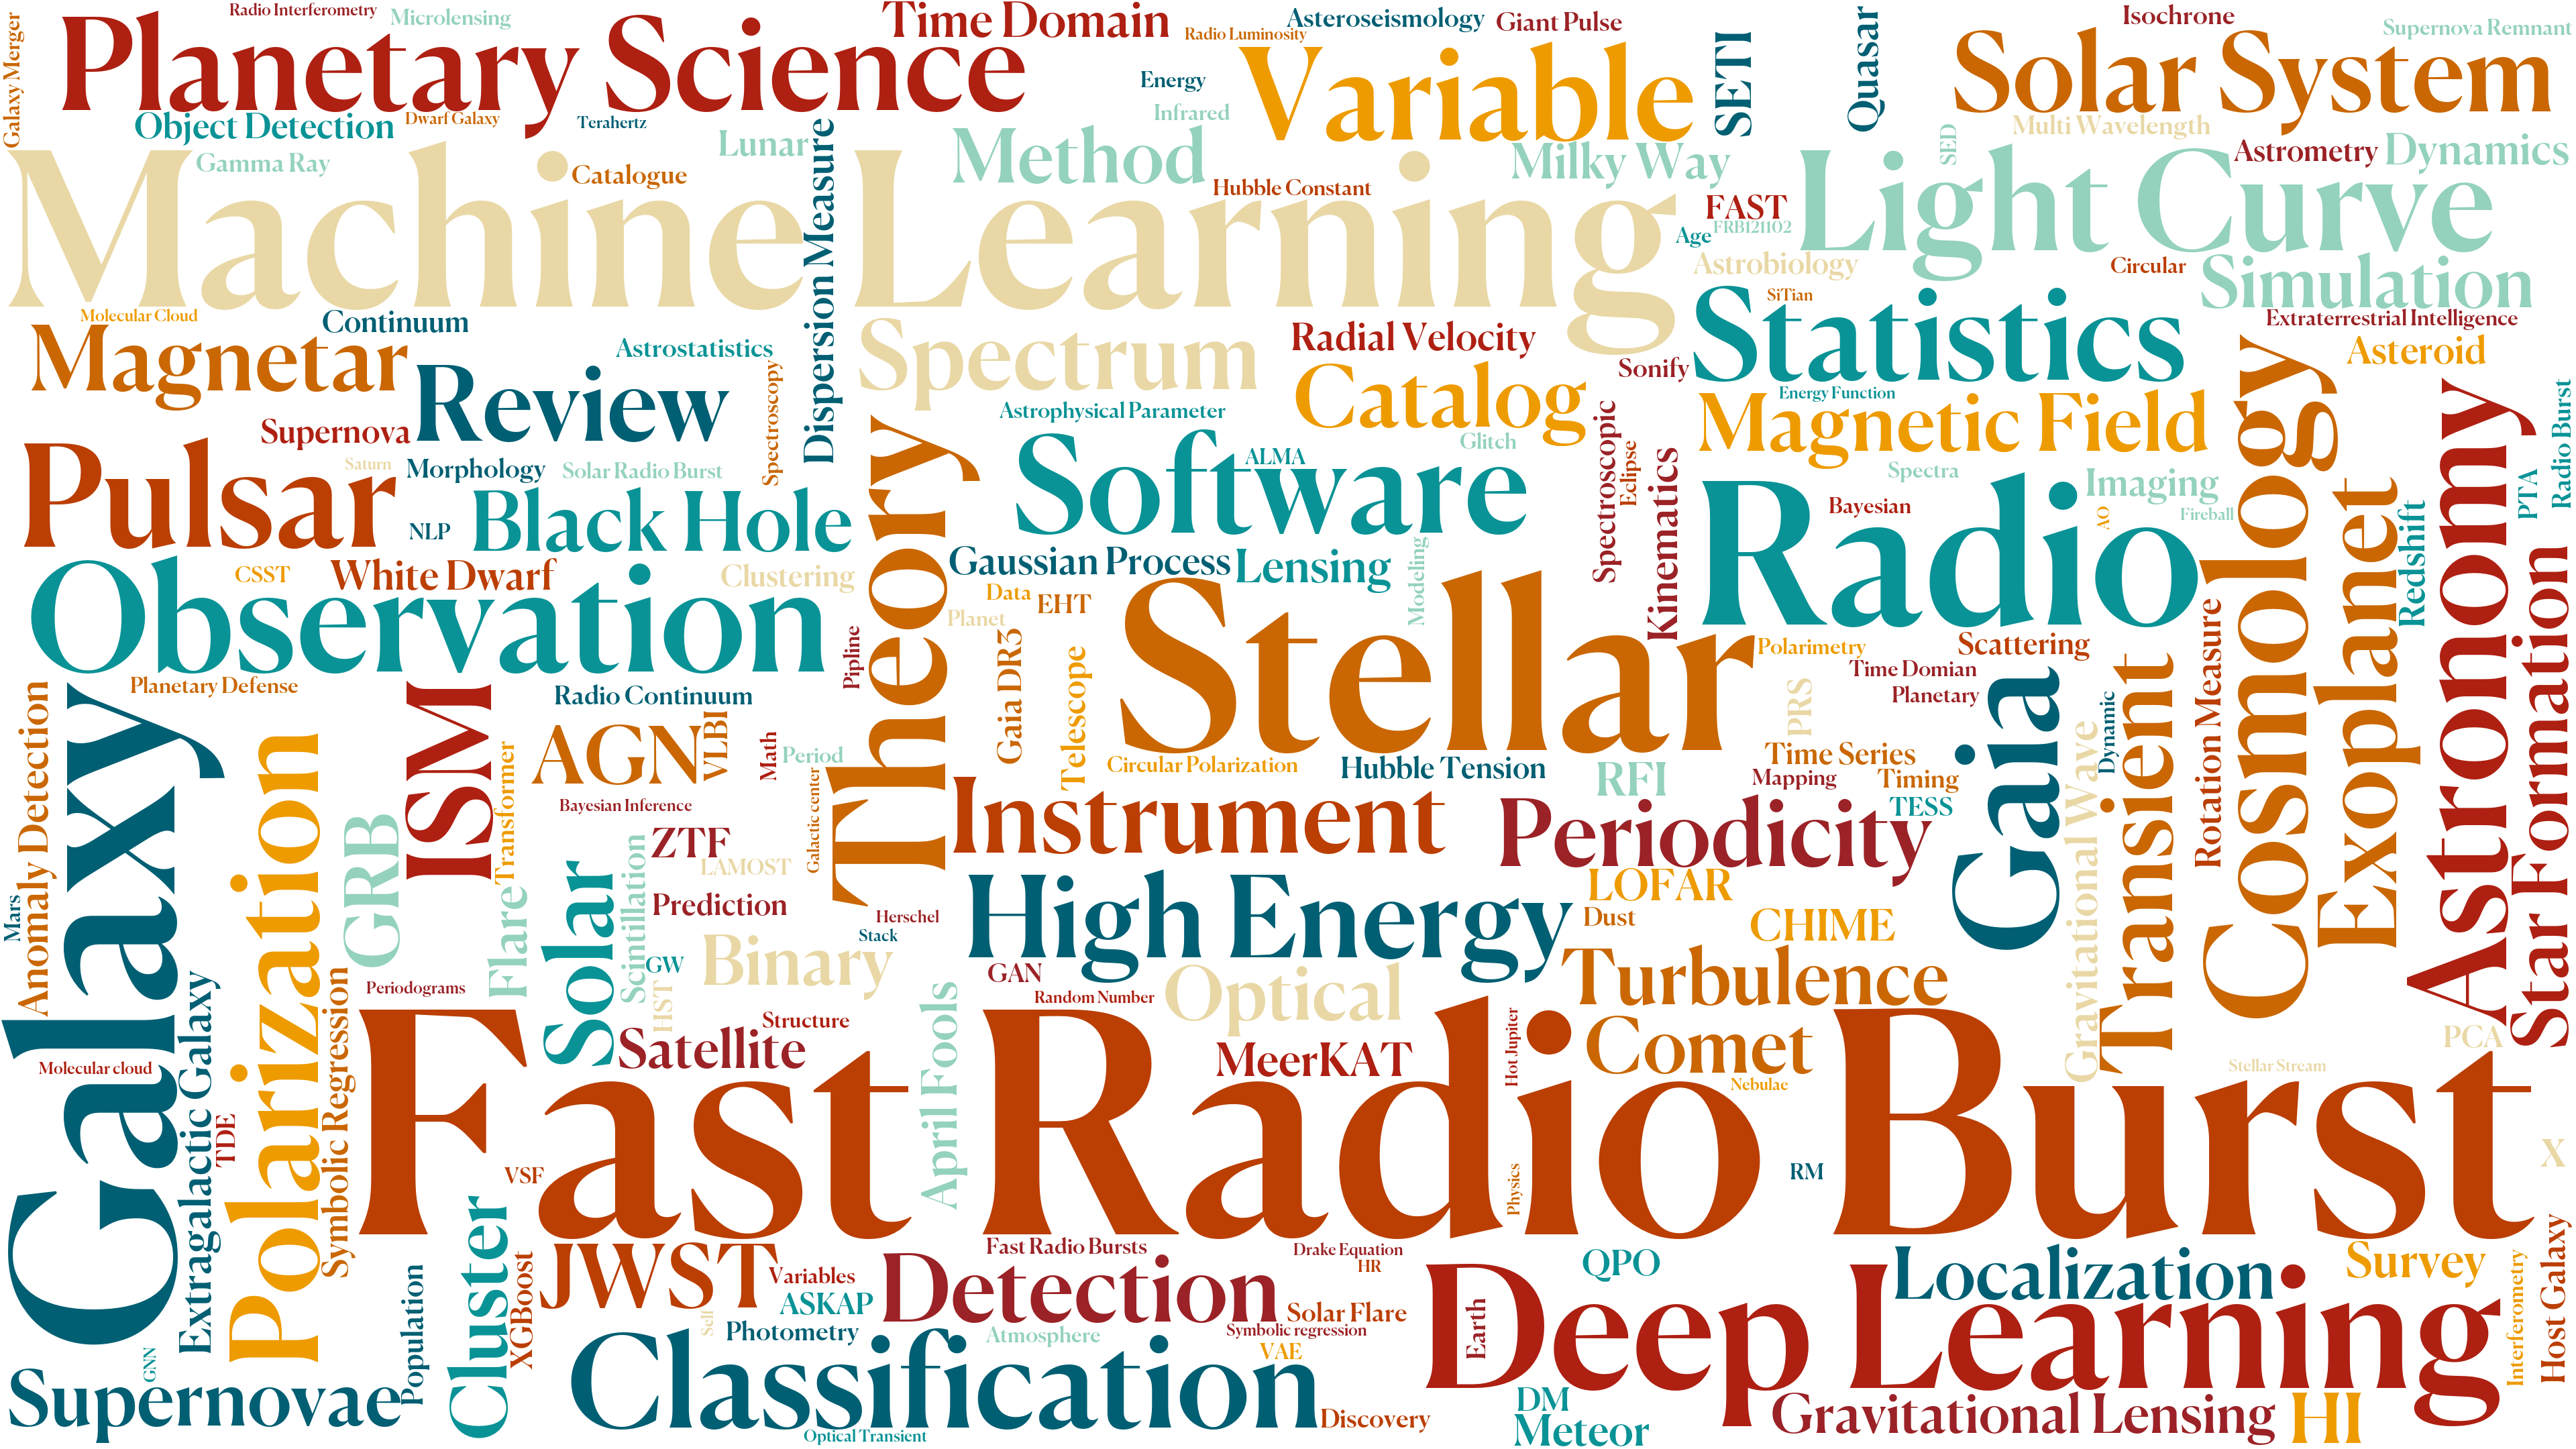 Galaxy Merger
Radio Interferometry
Microlensing
Planetary Science
Time Domain
Radio Luminosity
Asteroseismology
Giant Pulse
Variable
SETI
Quasar
Isochrone
Supernova Remnant
Solar System
Object Detection
Dwarf Galaxy
Terahertz
Energy
Infrared
Multi Wavelength
Gamma Ray
Lunar
Method
Milky Way
SED
Astrometry
Dynamics
Catalogue
Hubble Constant
Machine Learning
Dispersion Measure
FAST
FRB121102
Age
Light Curve
Astrobiology
Circular
Simulation
Molecular Cloud
Continuum
SiTian
Statistics
Extraterrestrial Intelligence
Magnetar
Astrostatistics
Spectrum
Radial Velocity
Sonify
Asteroid
Review
Spectroscopy
Catalog
Energy Function
Magnetic Field
Astrophysical Parameter
Supernova
Glitch
Spectroscopic
Eclipse
Kinematics
Cosmology
Astronomy
Radio Burst
Pulsar
Saturn
Morphology
Solar Radio Burst
Theory
Software
ALMA
Spectra
Imaging
PTA
NLP
Black Hole
Bayesian
AO
Fireball
Radio
Exoplanet
Redshift
Gaussian Process
Lensing
Modeling
CSST
White Dwarf
Clustering
Data
EHT
Planet
Observation
Stellar
Star Formation
Pipline
Gaia DR3
Telescope
Polarimetry
Scattering
Rotation Measure
Time Domian
Planetary
Planetary Defense
Radio Continuum
Anomaly Detection
Galaxy
ISM
AGN
VLBI
Math
Period
PRS
Gaia
Dynamic
Transient
Gravitational Wave
Circular Polarization
Hubble Tension
Time Series
RFI
Mapping
Timing
TESS
Polarization
Transformer
Bayesian Inference
Galactic center
Instrument
Periodicity
GRB
ZTF
LAMOST
Mars
Flare
Solar
Scintillation
Prediction
Herschel
Stack
High Energy
LOFAR
Dust
CHIME
GW
Binary
GAN
Turbulence
Periodograms
HST
Random Number
Optical
Structure
Satellite
April Fools
MeerKAT
Hot Jupiter
Comet
Nebulae
PCA
Stellar Stream
Molecular cloud
Extragalactic Galaxy
TDE
Symbolic Regression
Fast Radio Burst
VSF
Physics
RM
X
Cluster
Population
XGBoost
JWST
Variables
ASKAP
Self
Photometry
Fast Radio Bursts
Detection
Drake Equation
HR
Solar Flare
Symbolic regression
VAE
Atmosphere
QPO
Localization
Survey
Interferometry
Host Galaxy
Earth
Deep Learning
GNN
Supernovae
Classification
Optical Transient
Discovery
DM
Meteor
Gravitational Lensing
HI